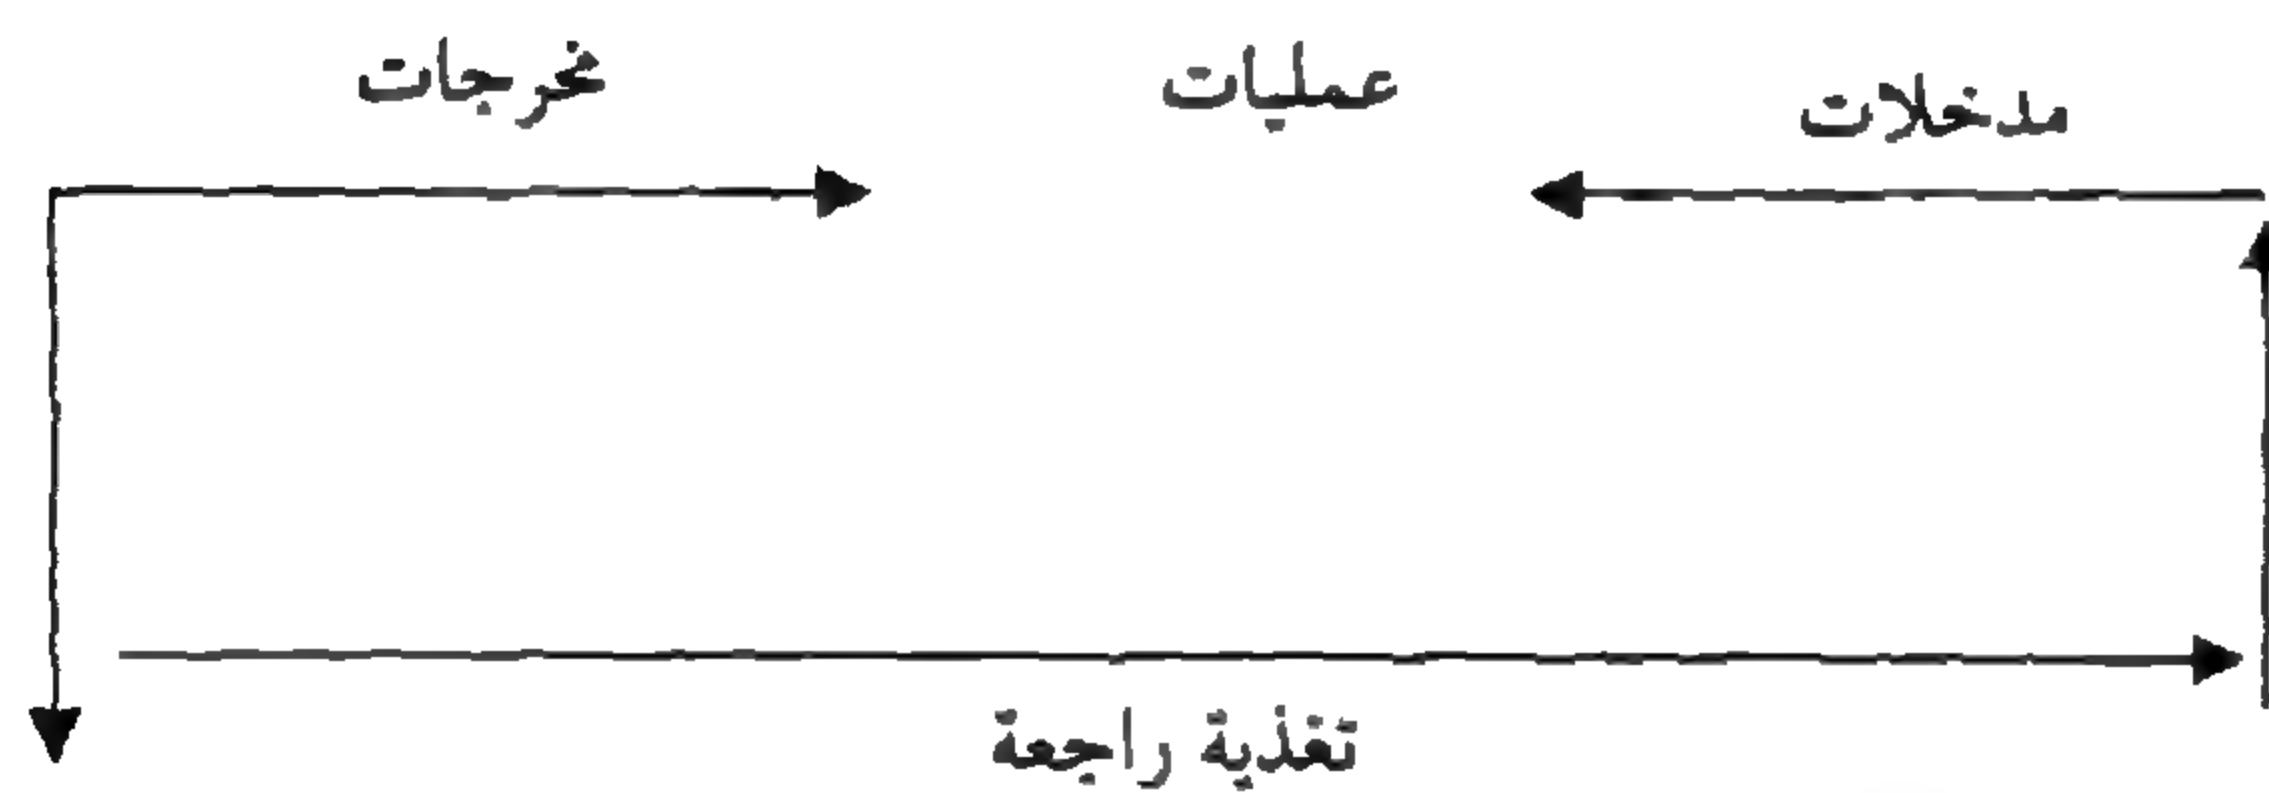 مدخلات
عمليات
مخرجات
تغذية راجعة